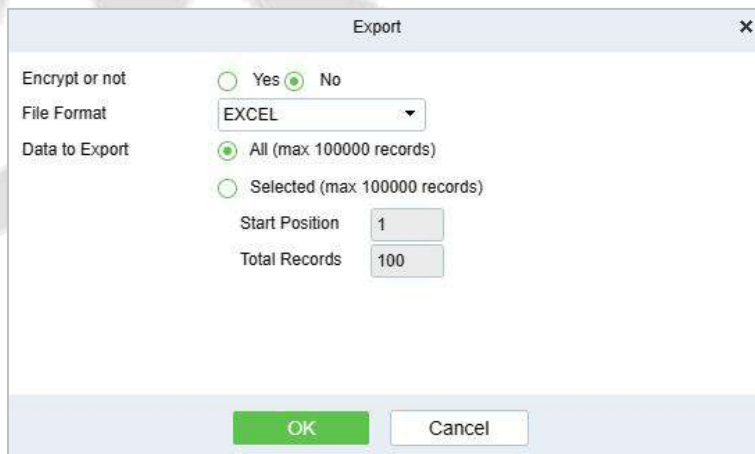 Export
Encrypt or not Yes No
File Format EXCEL
Data to Export All (max 100000 records)
Selected (max 100000 records)
Start Position 1
Total Records 100
OK Cancel